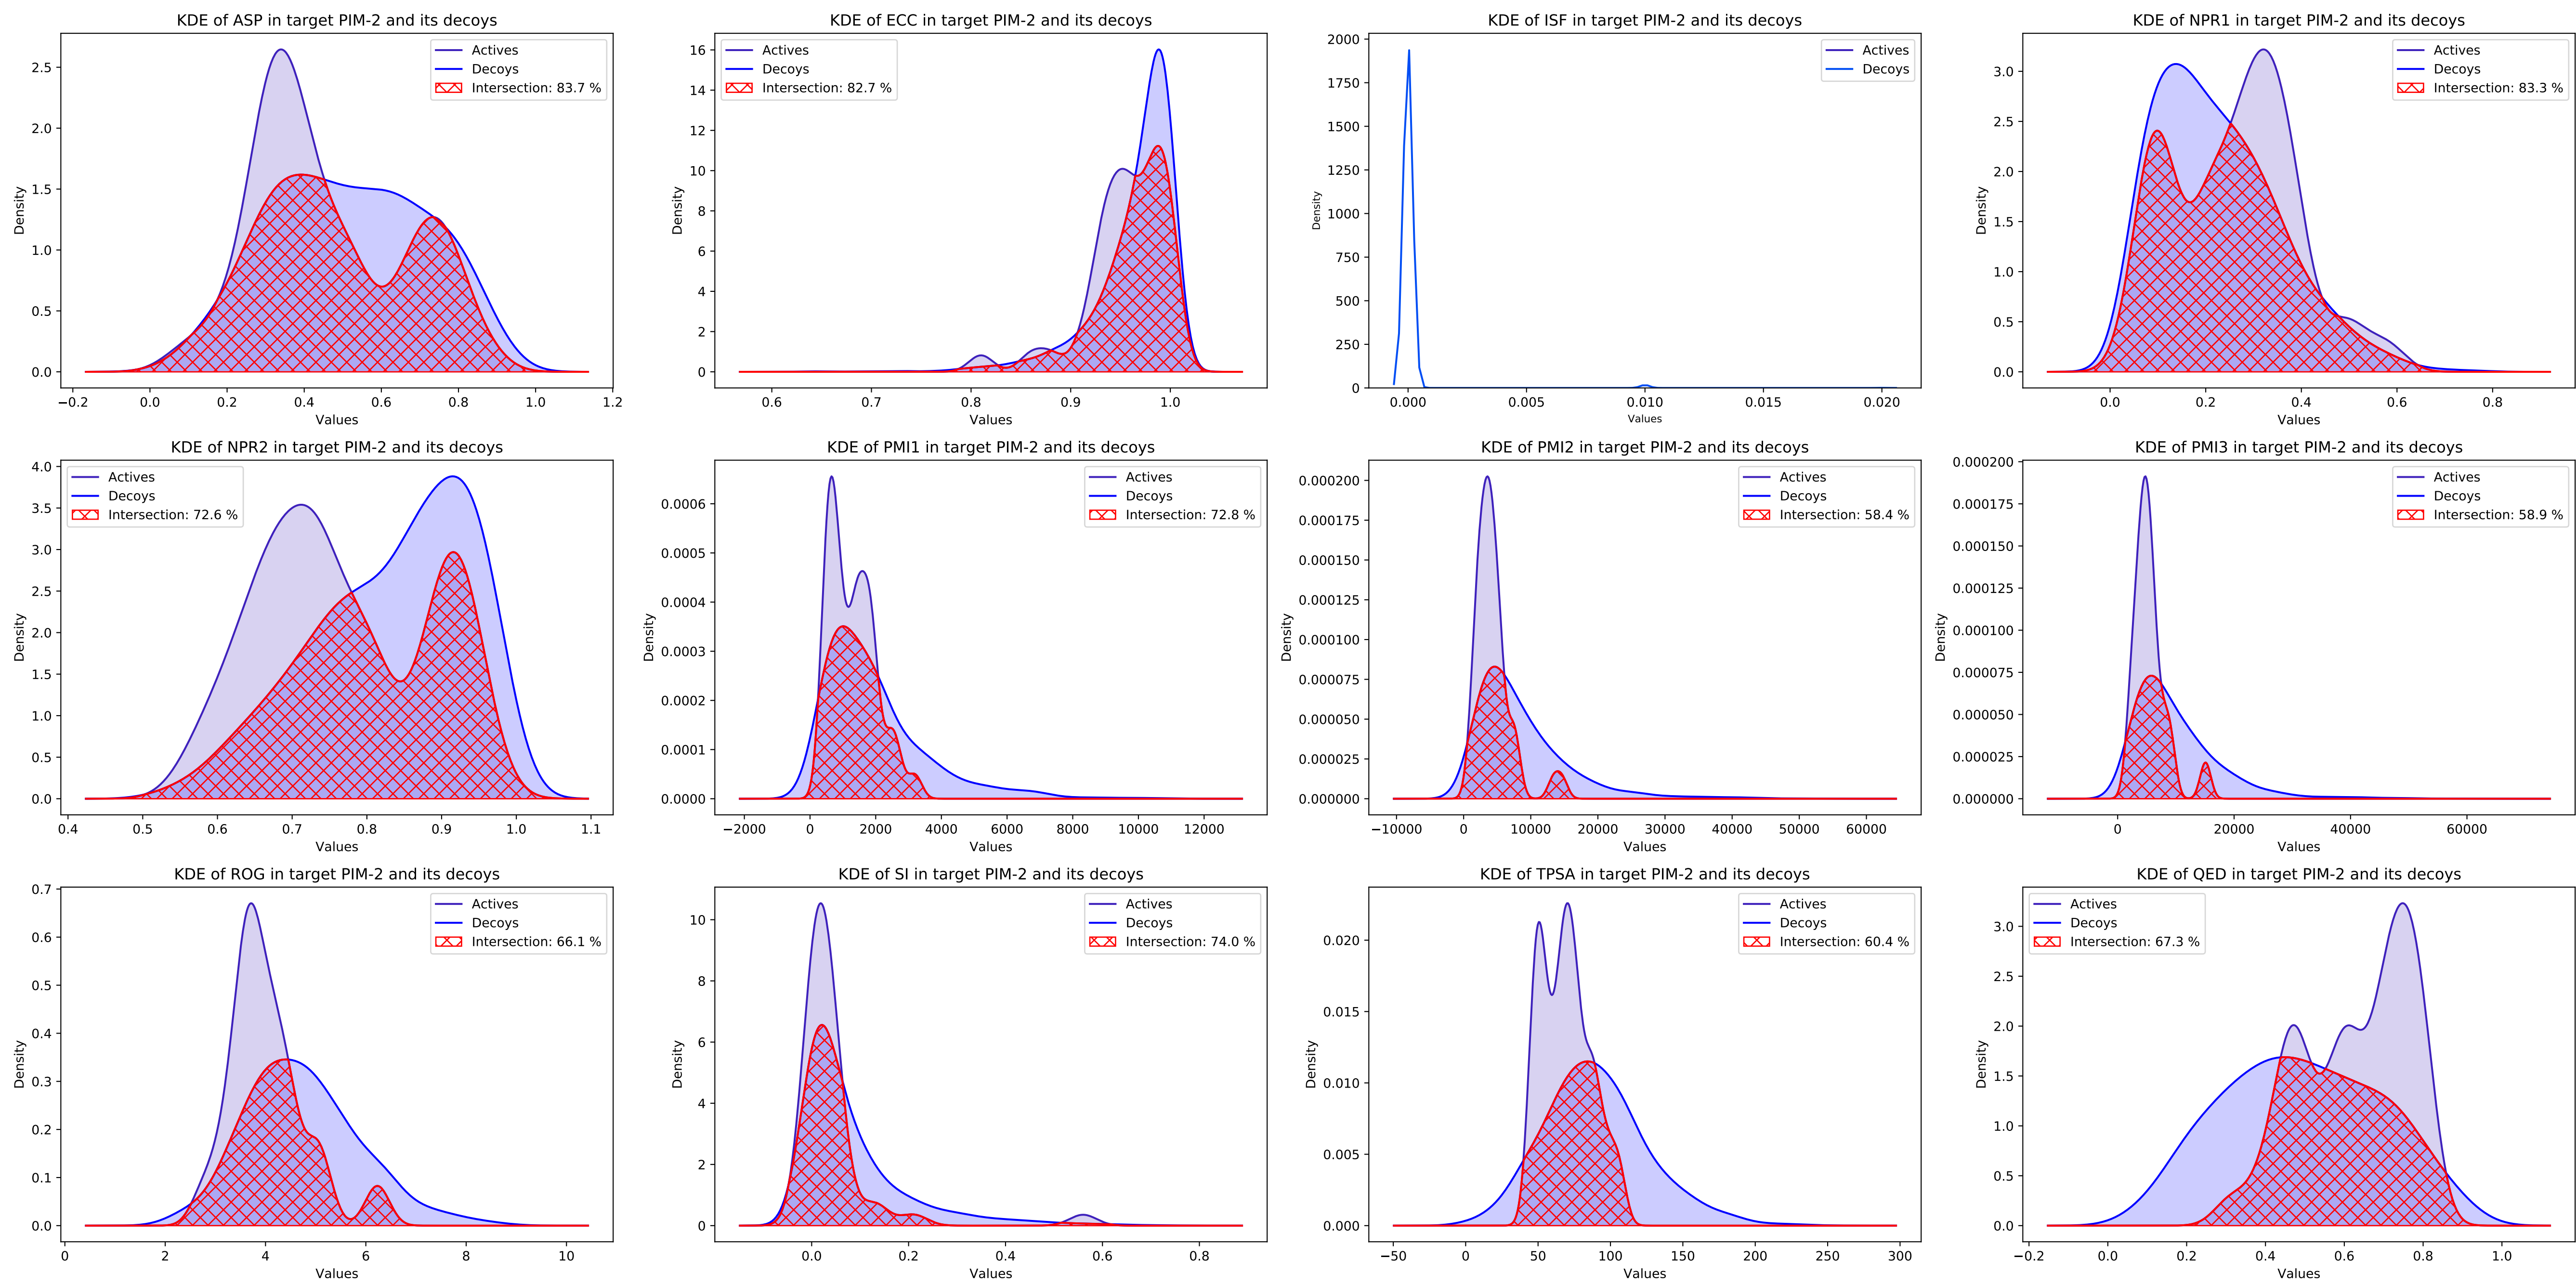 KDE of ASP in target PIM-2 and its decoys
Actives
Decoys
Intersection: 83.7 %
Density
2.5
2.0
1.5
1.0
0.5
0.0
−0.2 0.0 0.2 0.4 0.6 0.8 1.0 1.2
Values
KDE of ECC in target PIM-2 and its decoys
Actives
Decoys
Intersection: 82.7 %
Density
16
14
12
10
8
6
4
2
0
0.6 0.7 0.8 0.9 1.0
Values
KDE of ISF in target PIM-2 and its decoys
Actives
Decoys
Density
2000
1750
1500
1250
1000
750
500
250
0
0.000 0.005 0.010 0.015 0.020
Values
KDE of NPR1 in target PIM-2 and its decoys
Actives
Decoys
Intersection: 83.3 %
Density
3.0
2.5
2.0
1.5
1.0
0.5
0.0
0.0 0.2 0.4 0.6 0.8
Values
KDE of NPR2 in target PIM-2 and its decoys
Actives
Decoys
Intersection: 72.6 %
Density
4.0
3.5
3.0
2.5
2.0
1.5
1.0
0.5
0.0
0.4 0.5 0.6 0.7 0.8 0.9 1.0 1.1
Values
KDE of PMI1 in target PIM-2 and its decoys
Actives
Decoys
Intersection: 72.8 %
Density
0.0006
0.0005
0.0004
0.0003
0.0002
0.0001
0.0000
−2000 0 2000 4000 6000 8000 10000 12000
Values
KDE of PMI2 in target PIM-2 and its decoys
Actives
Decoys
Intersection: 58.4 %
Density
0.000200
0.000175
0.000150
0.000125
0.000100
0.000075
0.000050
0.000025
0.000000
−10000 0 10000 20000 30000 40000 50000 60000
Values
KDE of PMI3 in target PIM-2 and its decoys
Actives
Decoys
Intersection: 58.9 %
Density
0.000200
0.000175
0.000150
0.000125
0.000100
0.000075
0.000050
0.000025
0.000000
0 20000 40000 60000
Values
KDE of ROG in target PIM-2 and its decoys
Actives
Decoys
Intersection: 66.1 %
Density
0.7
0.6
0.5
0.4
0.3
0.2
0.1
0.0
0 2 4 6 8 10
Values
KDE of SI in target PIM-2 and its decoys
Actives
Decoys
Intersection: 74.0 %
Density
10
8
6
4
2
0
0.0 0.2 0.4 0.6 0.8
Values
KDE of TPSA in target PIM-2 and its decoys
Actives
Decoys
Intersection: 60.4 %
Density
0.020
0.015
0.010
0.005
0.000
−50 0 50 100 150 200 250 300
Values
KDE of QED in target PIM-2 and its decoys
Actives
Decoys
Intersection: 67.3 %
Density
3.0
2.5
2.0
1.5
1.0
0.5
0.0
−0.2 0.0 0.2 0.4 0.6 0.8 1.0
Values